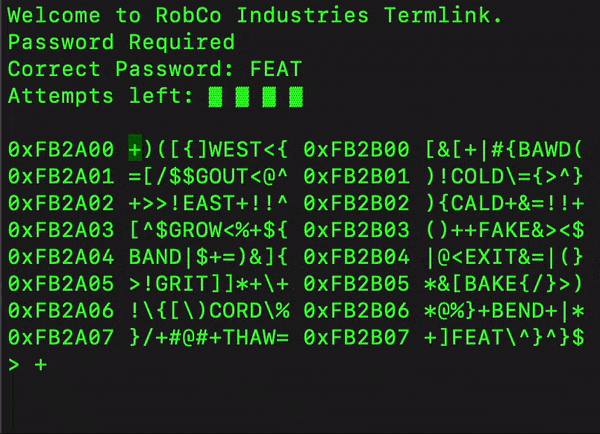 Welcome to RobCo Industries Termlink.
Password Required
Correct Password: FEAT
Attempts left: ▓ ▓ ▓ ▓
0xFB2A00 +)([{]WEST<{ 0xFB2B00 [&[+|#{BAWD(
0xFB2A01 =[/$$GOUT<@^ 0xFB2B01 )!COLD\={>^}
0xFB2A02 +>>!EAST+!!^ 0xFB2B02 ){CALD+&=!!+
0xFB2A03 [^$GROW<%+${ 0xFB2B03 ()++FAKE&><$
0xFB2A04 BAND|$+=)&]{ 0xFB2B04 |@<EXIT&=|(}
0xFB2A05 >!GRIT]]*+\+ 0xFB2B05 *&[BAKE{/}>)
0xFB2A06 !\{[\)CORD\% 0xFB2B06 *@%}+BEND+|*
0xFB2A07 }/+#@#+THAW= 0xFB2B07 +]FEAT\^}^}$
> +